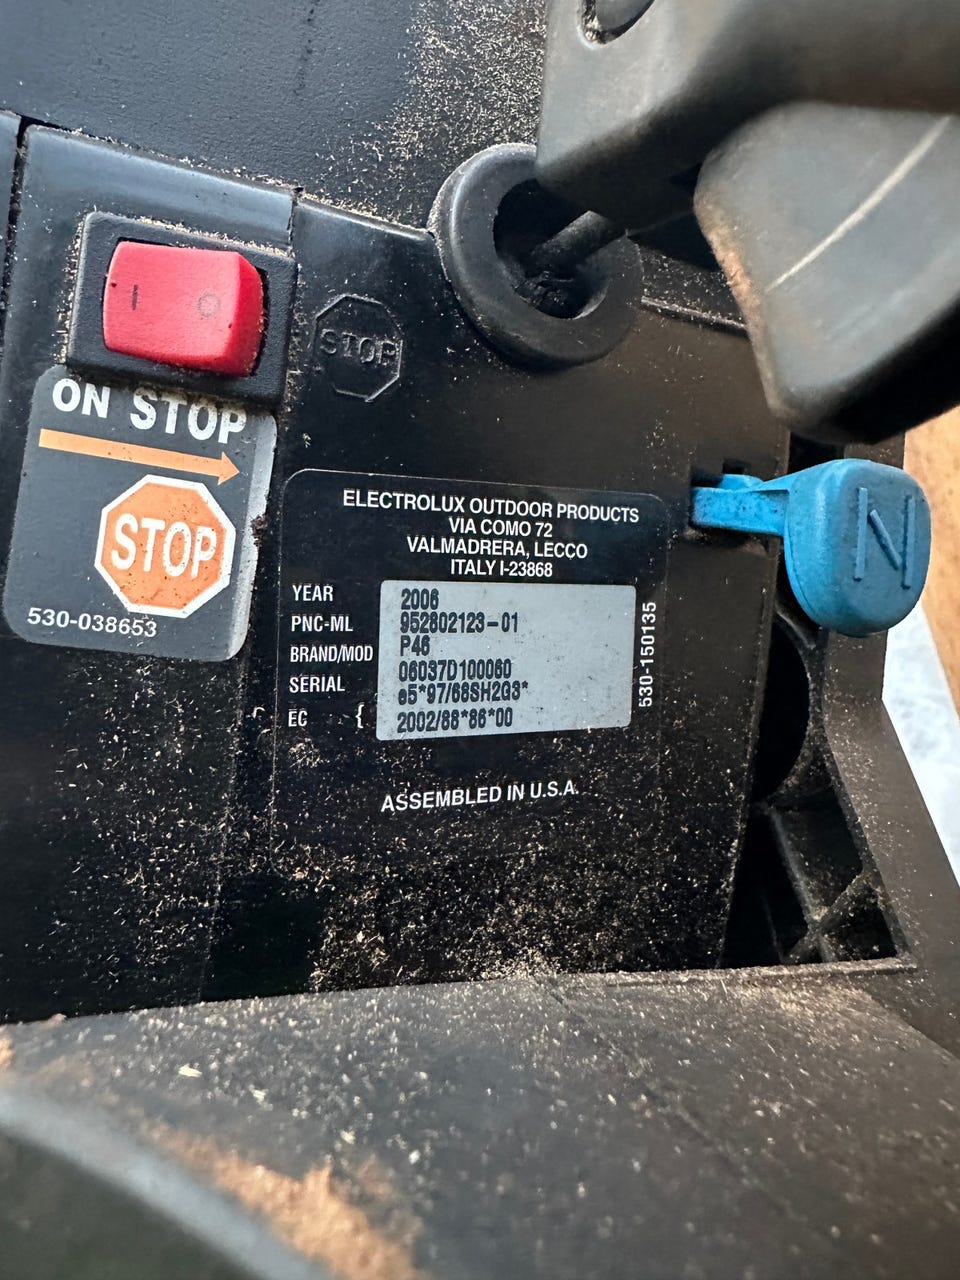 I O
STOP
ON STOP
STOP
530-038653
ELECTROLUX OUTDOOR PRODUCTS
VIA COMO 72
VALMADRERA, LECCO
ITALY I-23868
YEAR 2006
PNC-ML 952802123-01
BRAND/MOD P46
SERIAL 06037D100060
e5*97/68SH2G3*
EC { 2002/88*86*00
530-150135
ASSEMBLED IN U.S.A.